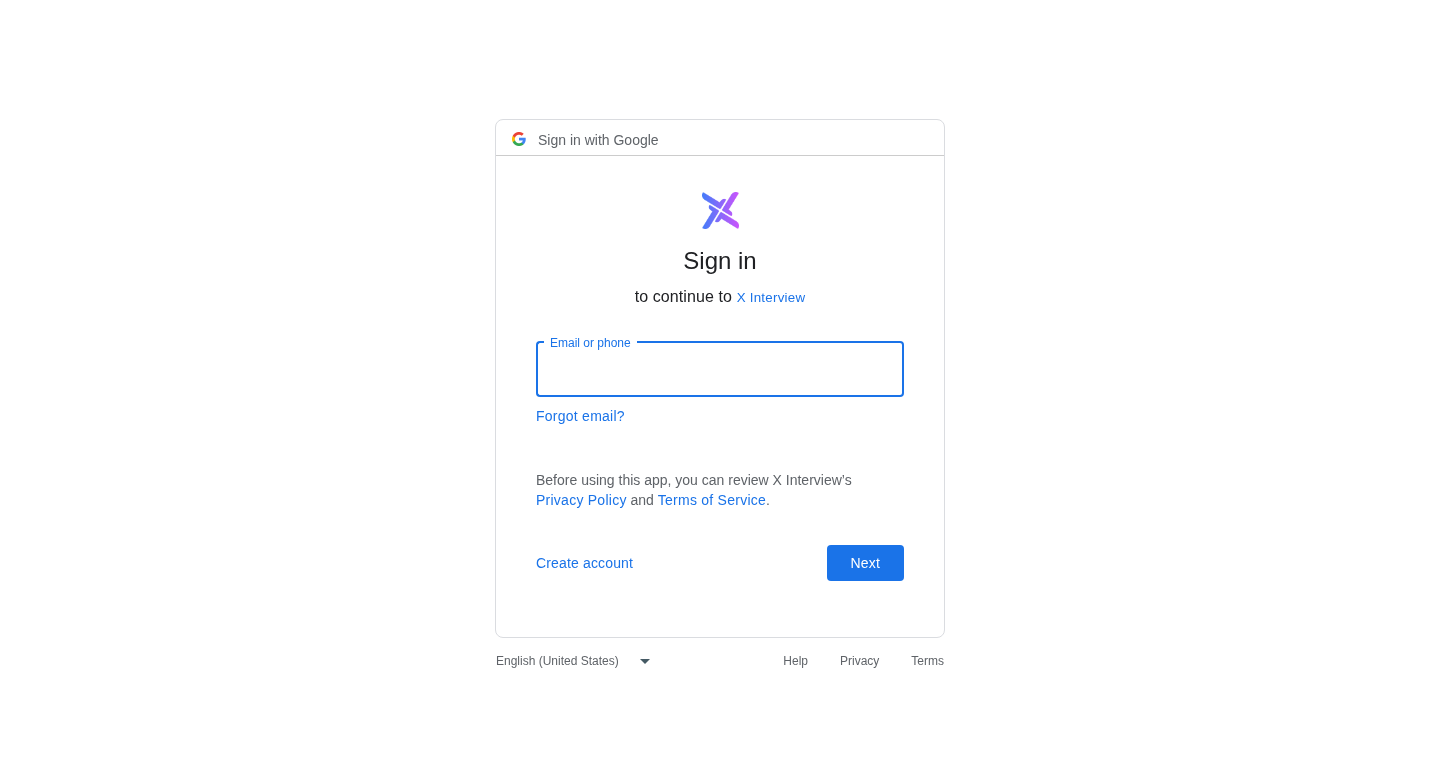 Sign in with Google
Sign in
to continue to X Interview
Email or phone
Forgot email?
Before using this app, you can review X Interview's
Privacy Policy and Terms of Service.
Create account
Next
English (United States)
Help
Privacy
Terms